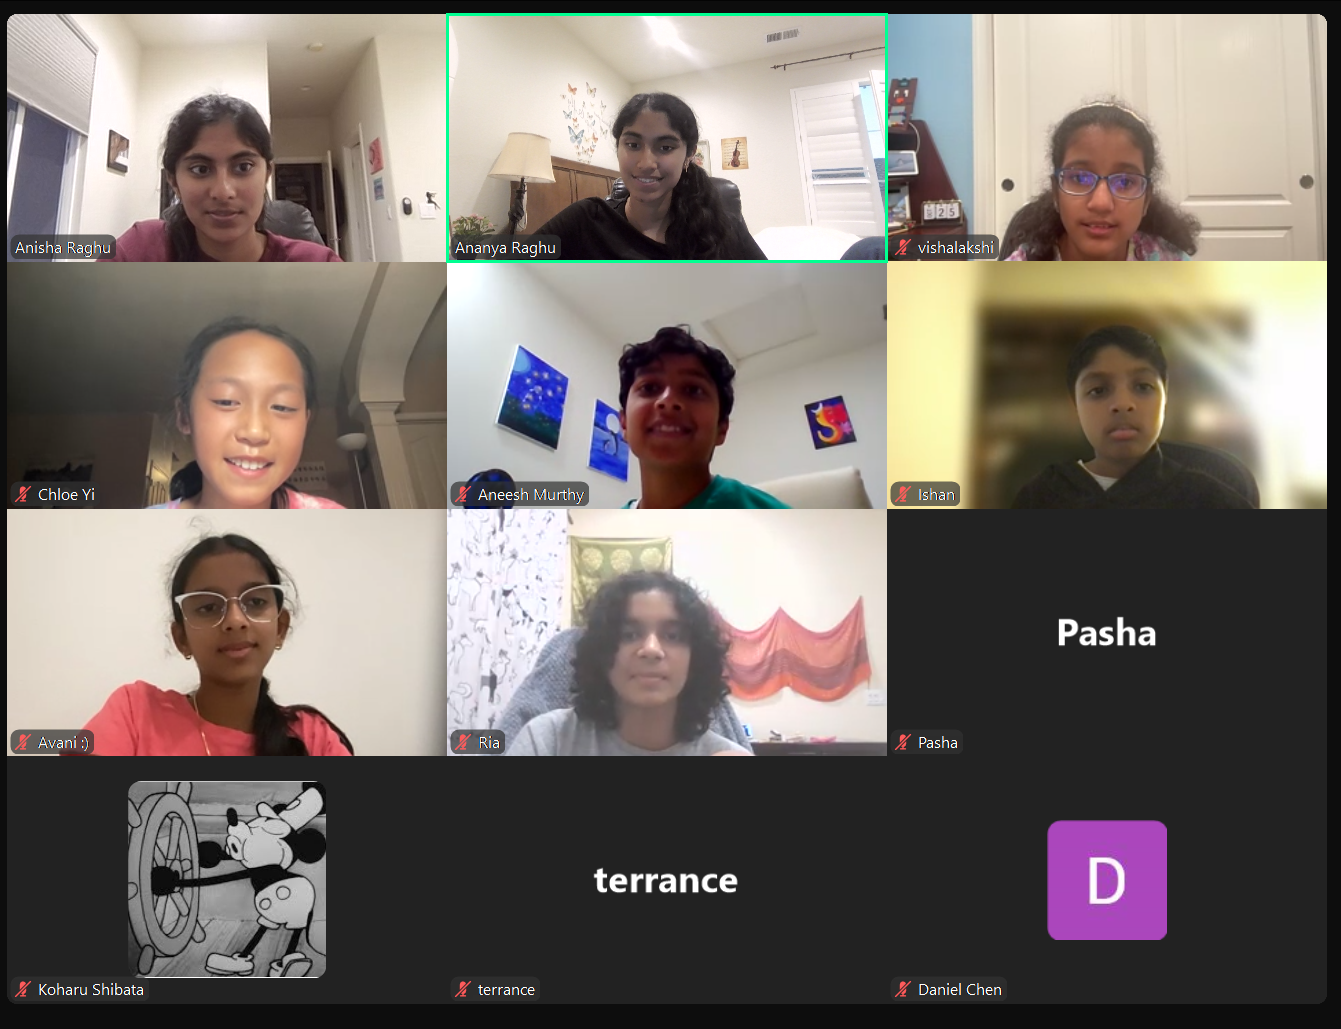 Anisha Raghu
Ananya Raghu
vishalakshi
Chloe Yi
Aneesh Murthy
Ishan
Avani :)
Ria
Pasha
Pasha
Koharu Shibata
terrance
terrance
D
Daniel Chen
25